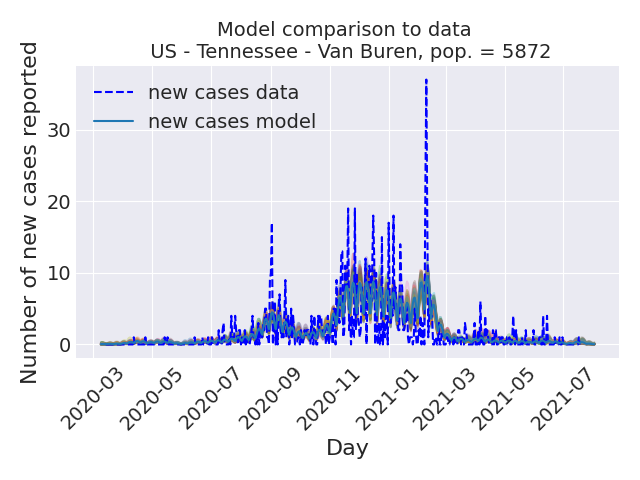 Model comparison to data
US - Tennessee - Van Buren, pop. = 5872
new cases data
new cases model
Number of new cases reported
30
20
10
0
2020-03
2020-05
2020-07
2020-09
2020-11
2021-01
2021-03
2021-05
2021-07
Day